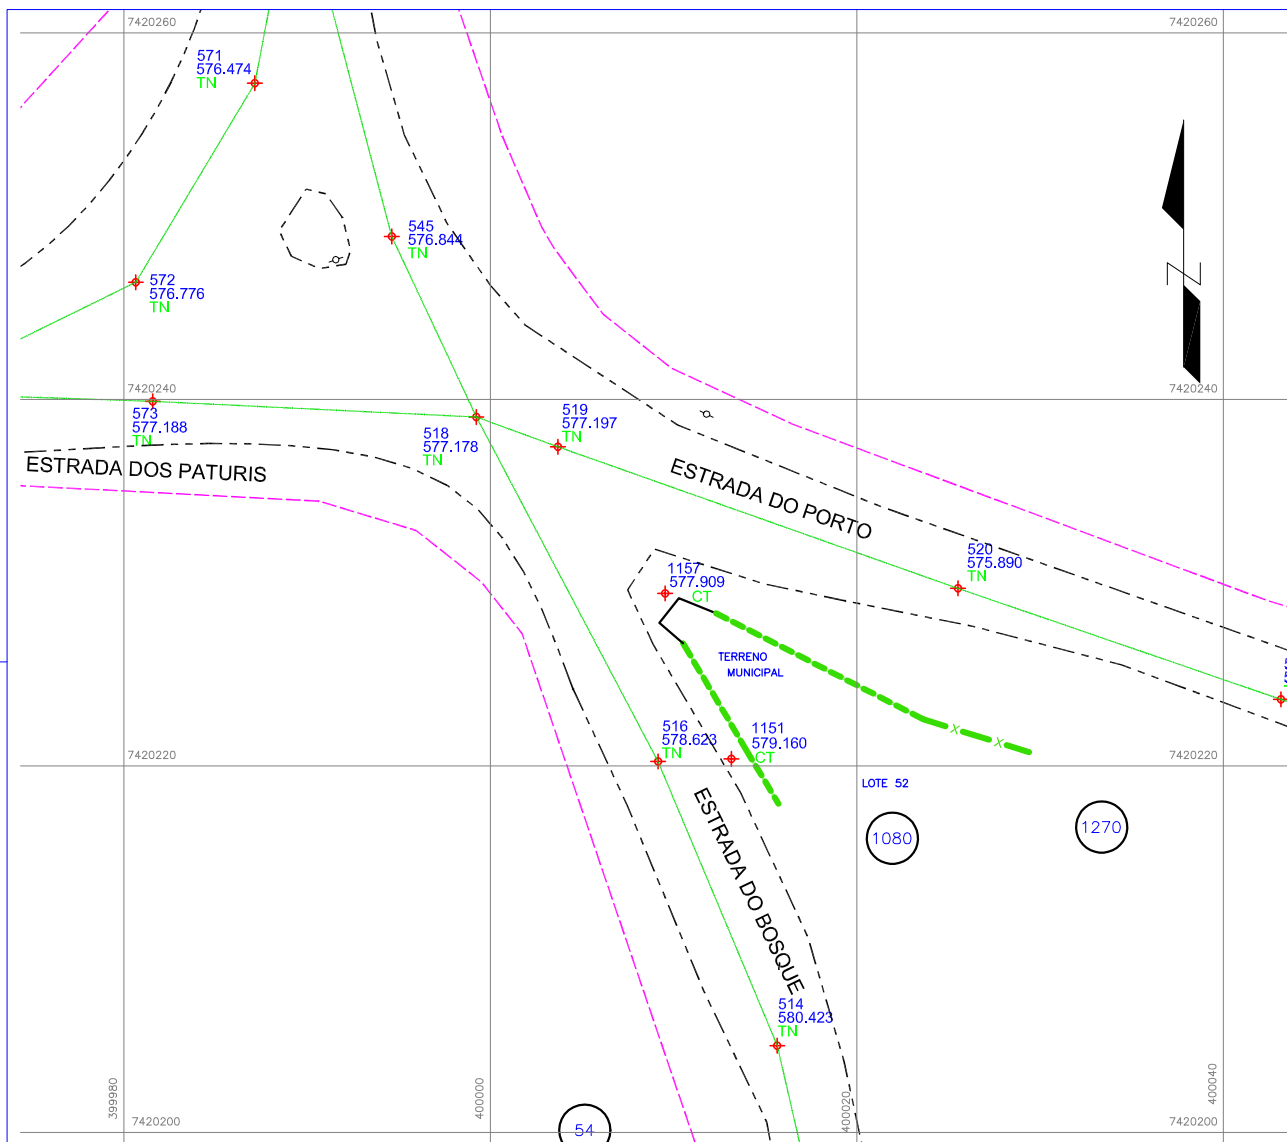 7420260
7420260
571
576.474
TN
545
576.844
TN
572
576.776
TN
N
7420240
7420240
573
577.188
TN
518
577.178
TN
519
577.197
TN
ESTRADA DOS PATURIS
ESTRADA DO PORTO
520
575.890
TN
1157
577.909
CT
TERRENO
MUNICIPAL
516
578.623
TN
1151
579.160
CT
X
X
7420220
7420220
LOTE 52
1080
1270
ESTRADA DO BOSQUE
514
580.423
TN
399980
400000
400020
400040
7420200
7420200
54